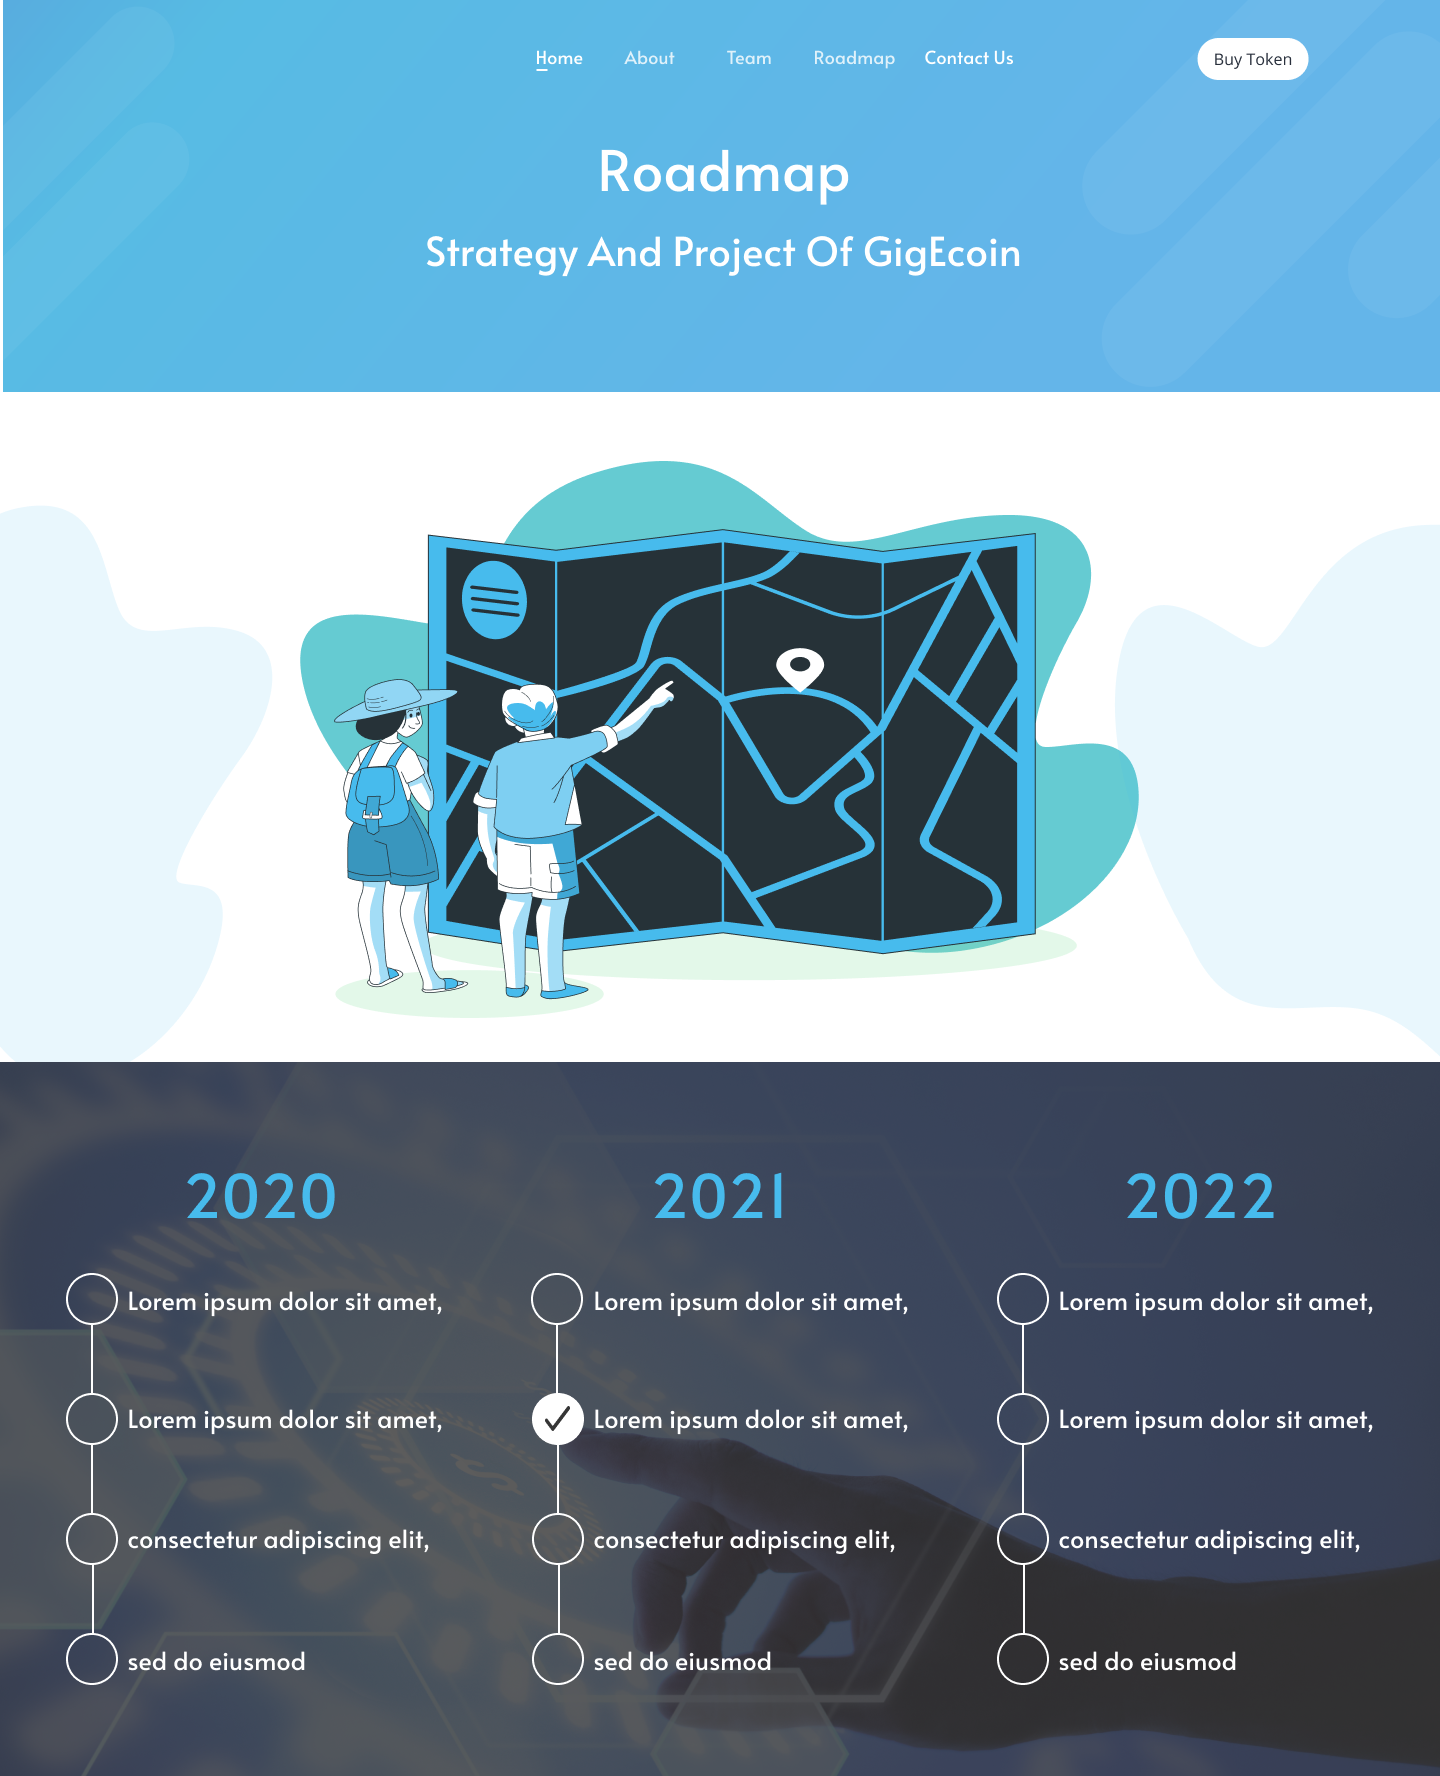 Home About Team Roadmap Contact Us Buy Token
Roadmap
Strategy And Project Of GigEcoin
2020
Lorem ipsum dolor sit amet,
Lorem ipsum dolor sit amet,
consectetur adipiscing elit,
sed do eiusmod
2021
Lorem ipsum dolor sit amet,
Lorem ipsum dolor sit amet,
consectetur adipiscing elit,
sed do eiusmod
2022
Lorem ipsum dolor sit amet,
Lorem ipsum dolor sit amet,
consectetur adipiscing elit,
sed do eiusmod